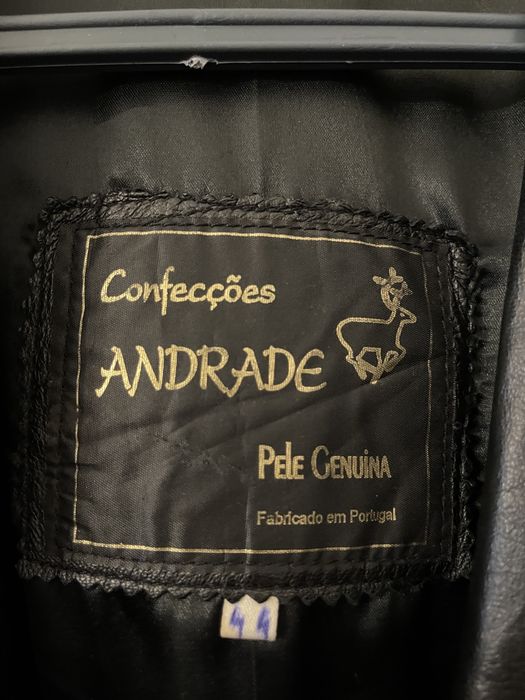 Confecções
ANDRADE
PELE GENUiNA
Fabricado em Portugal
44